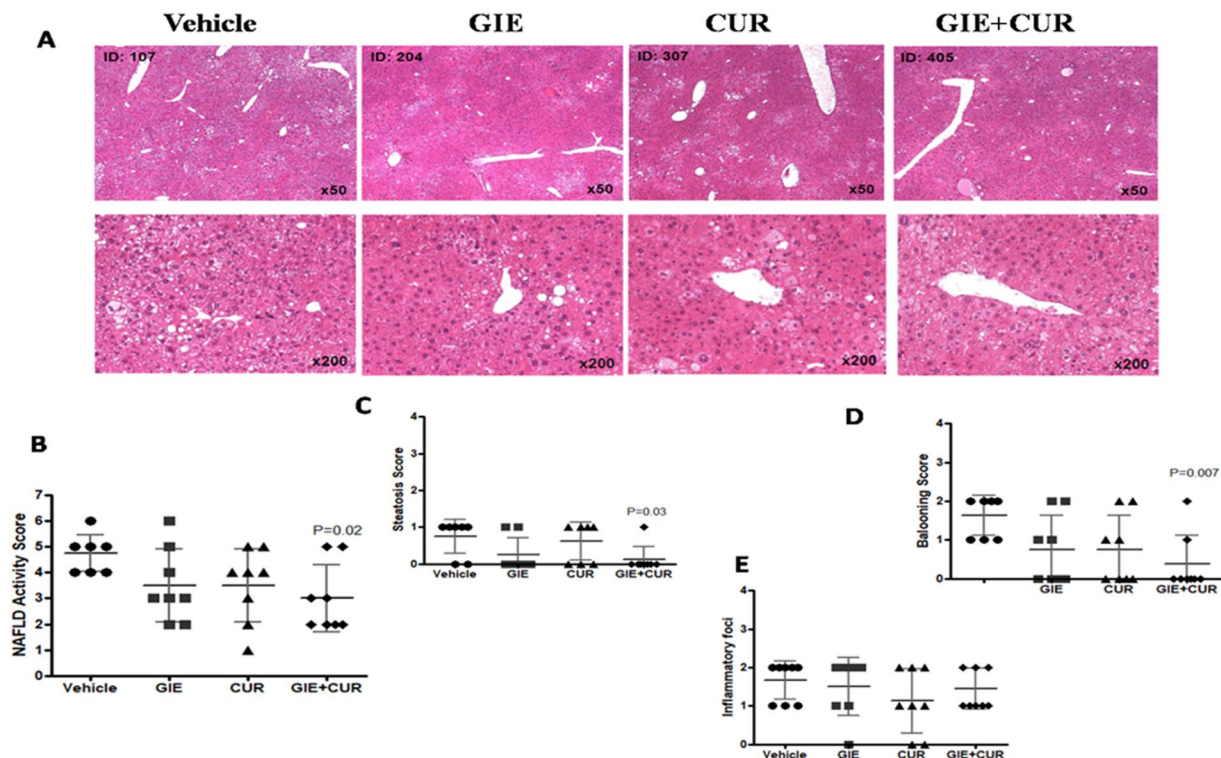 Vehicle GIE CUR GIE+CUR
A
ID: 107 ID: 204 ID: 307 ID: 405
x50 x50 x50 x50
x200 x200 x200 x200
B
NAFLD Activity Score
7
6
5
4
3
2
1
0
P=0.02
Vehicle GIE CUR GIE+CUR
C
Steatosis Score
4
3
2
1
0
P=0.03
Vehicle GIE CUR GIE+CUR
D
Balooning Score
4
3
2
1
0
P=0.007
GIE CUR GIE+CUR
E
Inflammatory foci
4
3
2
1
0
Vehicle GIE CUR GIE+CUR